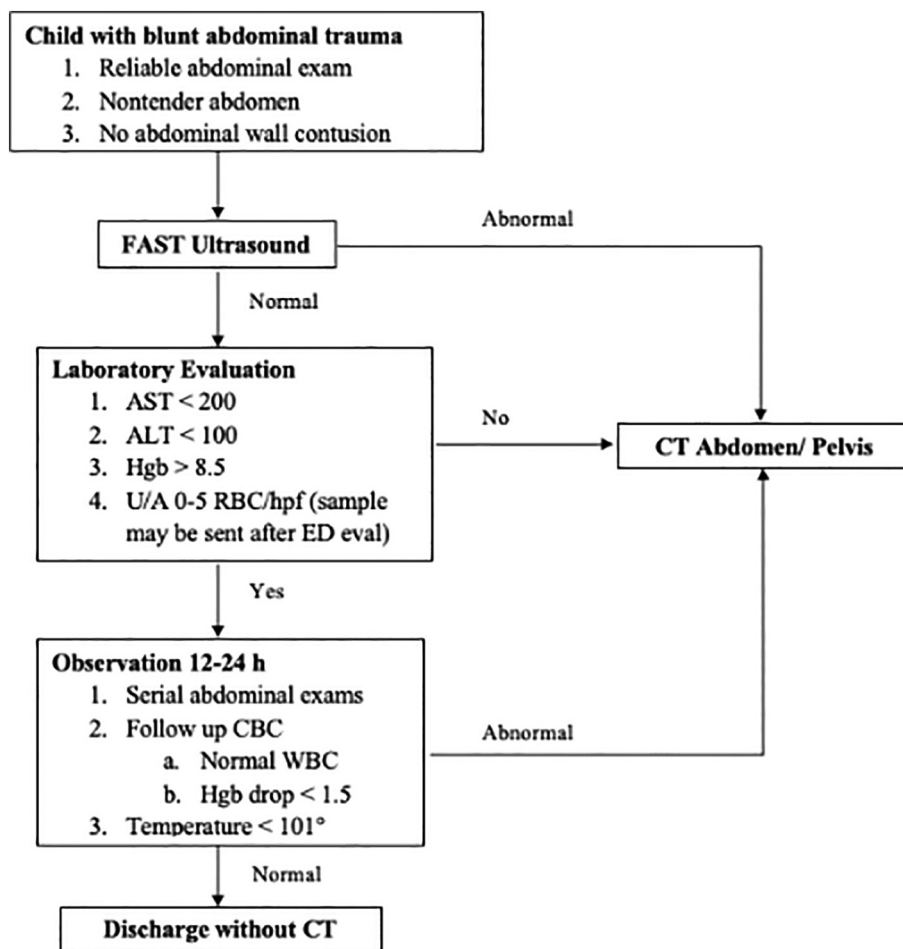 Child with blunt abdominal trauma
1. Reliable abdominal exam
2. Nontender abdomen
3. No abdominal wall contusion
Abnormal
FAST Ultrasound
Normal
Laboratory Evaluation
1. AST < 200
2. ALT < 100
3. Hgb > 8.5
4. U/A 0-5 RBC/hpf (sample
may be sent after ED eval)
No
CT Abdomen/ Pelvis
Yes
Observation 12-24 h
1. Serial abdominal exams
2. Follow up CBC
a. Normal WBC
b. Hgb drop < 1.5
3. Temperature < 101°
Abnormal
Normal
Discharge without CT